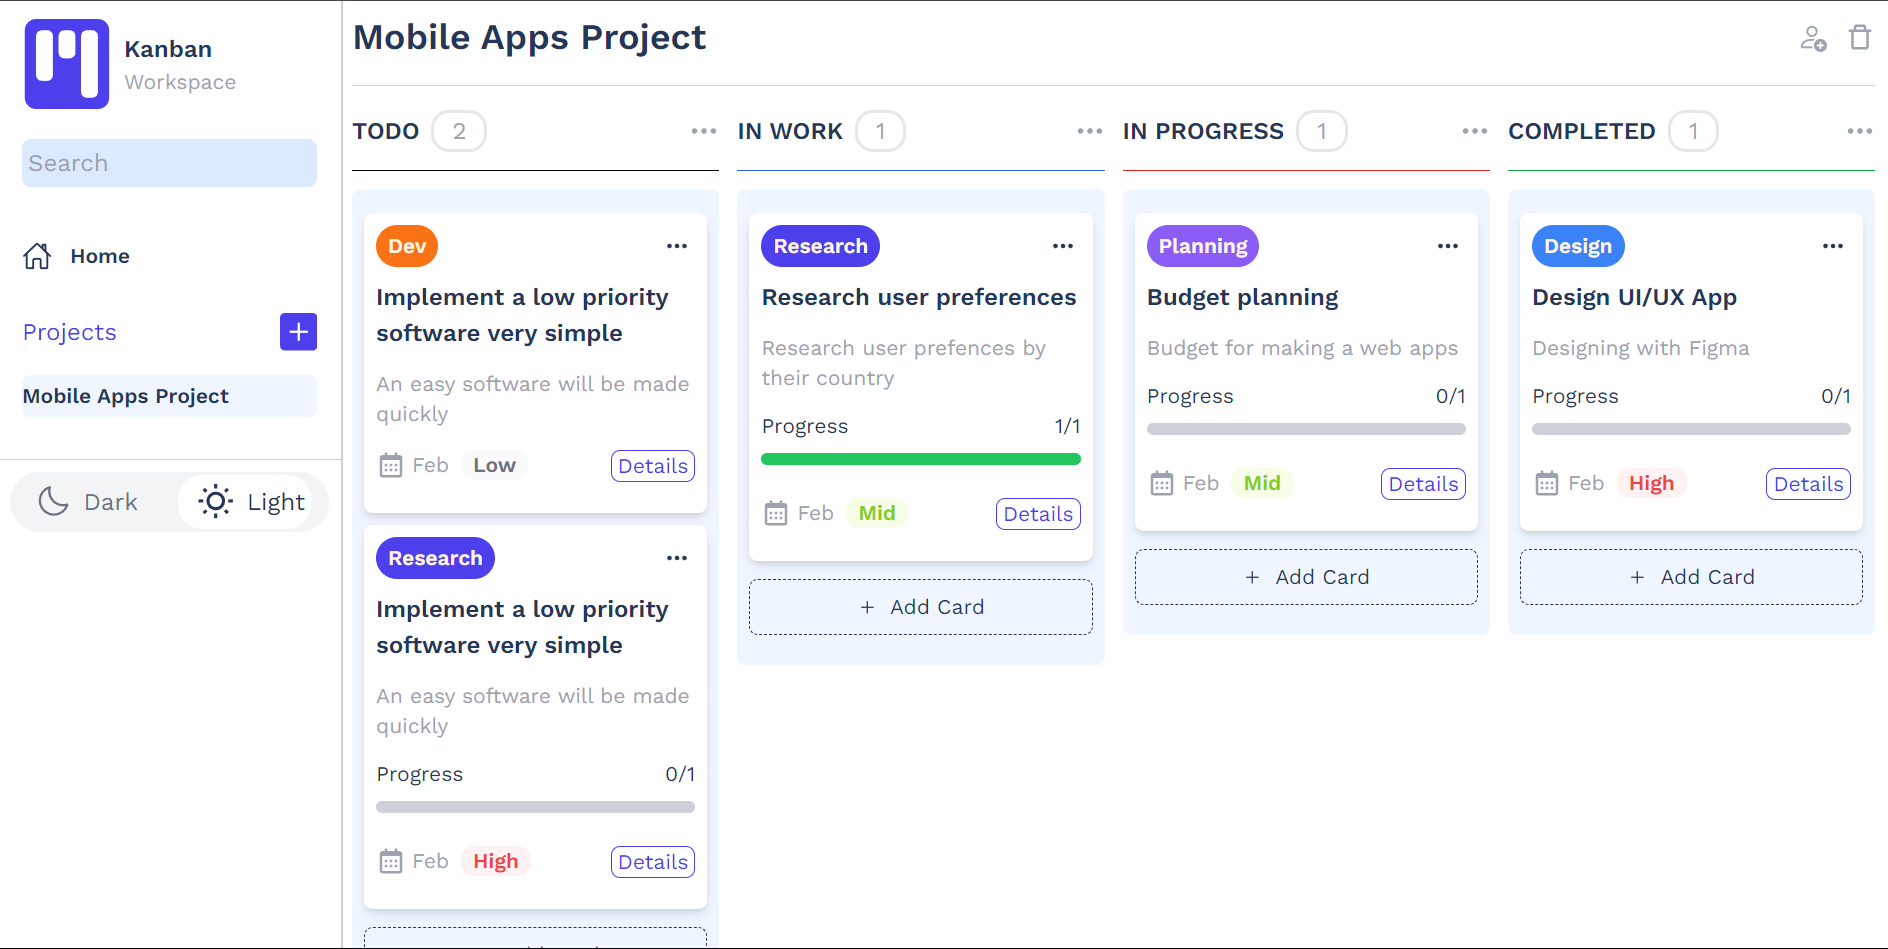 Kanban
Workspace
Search
Home
Projects
Mobile Apps Project
Dark
Light
Mobile Apps Project
TODO 2
Dev
Implement a low priority
software very simple
An easy software will be made
quickly
Feb Low Details
Research
Implement a low priority
software very simple
An easy software will be made
quickly
Progress 0/1
Feb High Details
IN WORK 1
Research
Research user preferences
Research user prefences by
their country
Progress 1/1
Feb Mid Details
+ Add Card
IN PROGRESS 1
Planning
Budget planning
Budget for making a web apps
Progress 0/1
Feb Mid Details
+ Add Card
COMPLETED 1
Design
Design UI/UX App
Designing with Figma
Progress 0/1
Feb High Details
+ Add Card